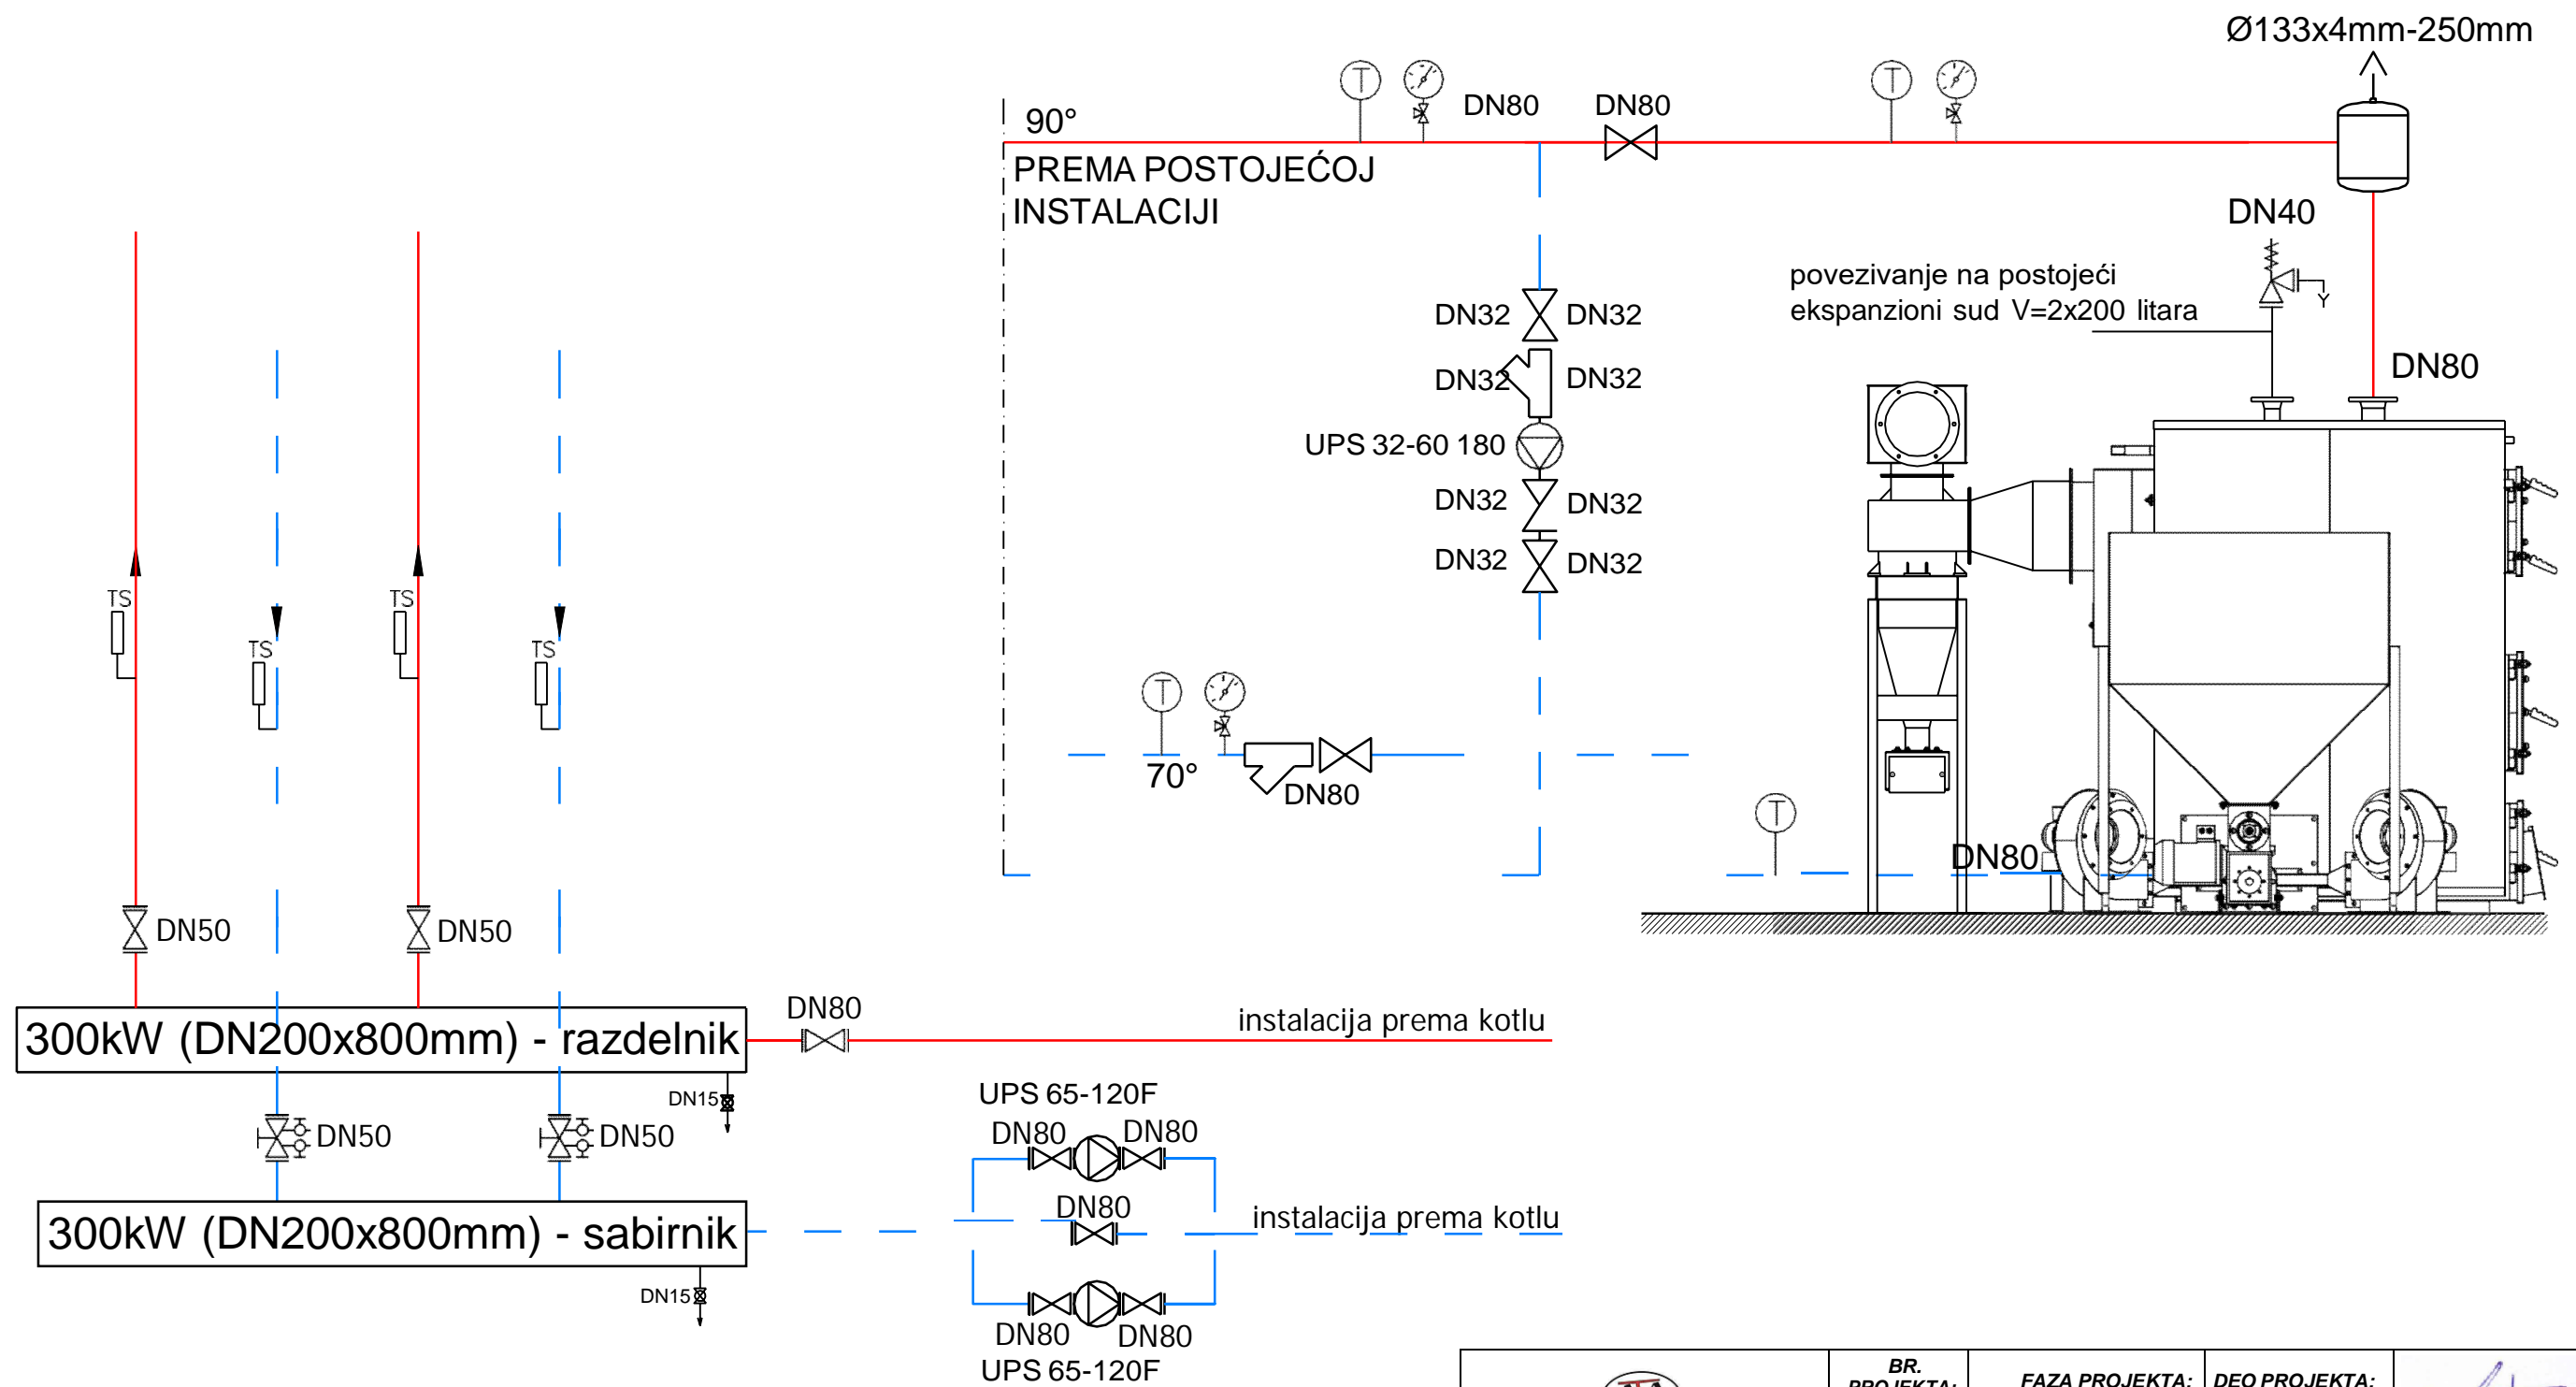 Ø133x4mm-250mm
T
T
DN80
DN80
90°
PREMA POSTOJEĆOJ
INSTALACIJI
DN40
povezivanje na postojeći
ekspanzioni sud V=2x200 litara
DN32
DN32
DN80
DN32
DN32
UPS 32-60 180
DN32
DN32
DN32
DN32
TS
TS
TS
TS
T
70°
DN80
T
DN80
DN50
DN50
DN80
instalacija prema kotlu
300kW (DN200x800mm) - razdelnik
DN15
UPS 65-120F
DN50
DN50
DN80
DN80
DN80
instalacija prema kotlu
300kW (DN200x800mm) - sabirnik
DN15
DN80
DN80
UPS 65-120F
BR.
PROJEKTA:
FAZA PROJEKTA:
DEO PROJEKTA: